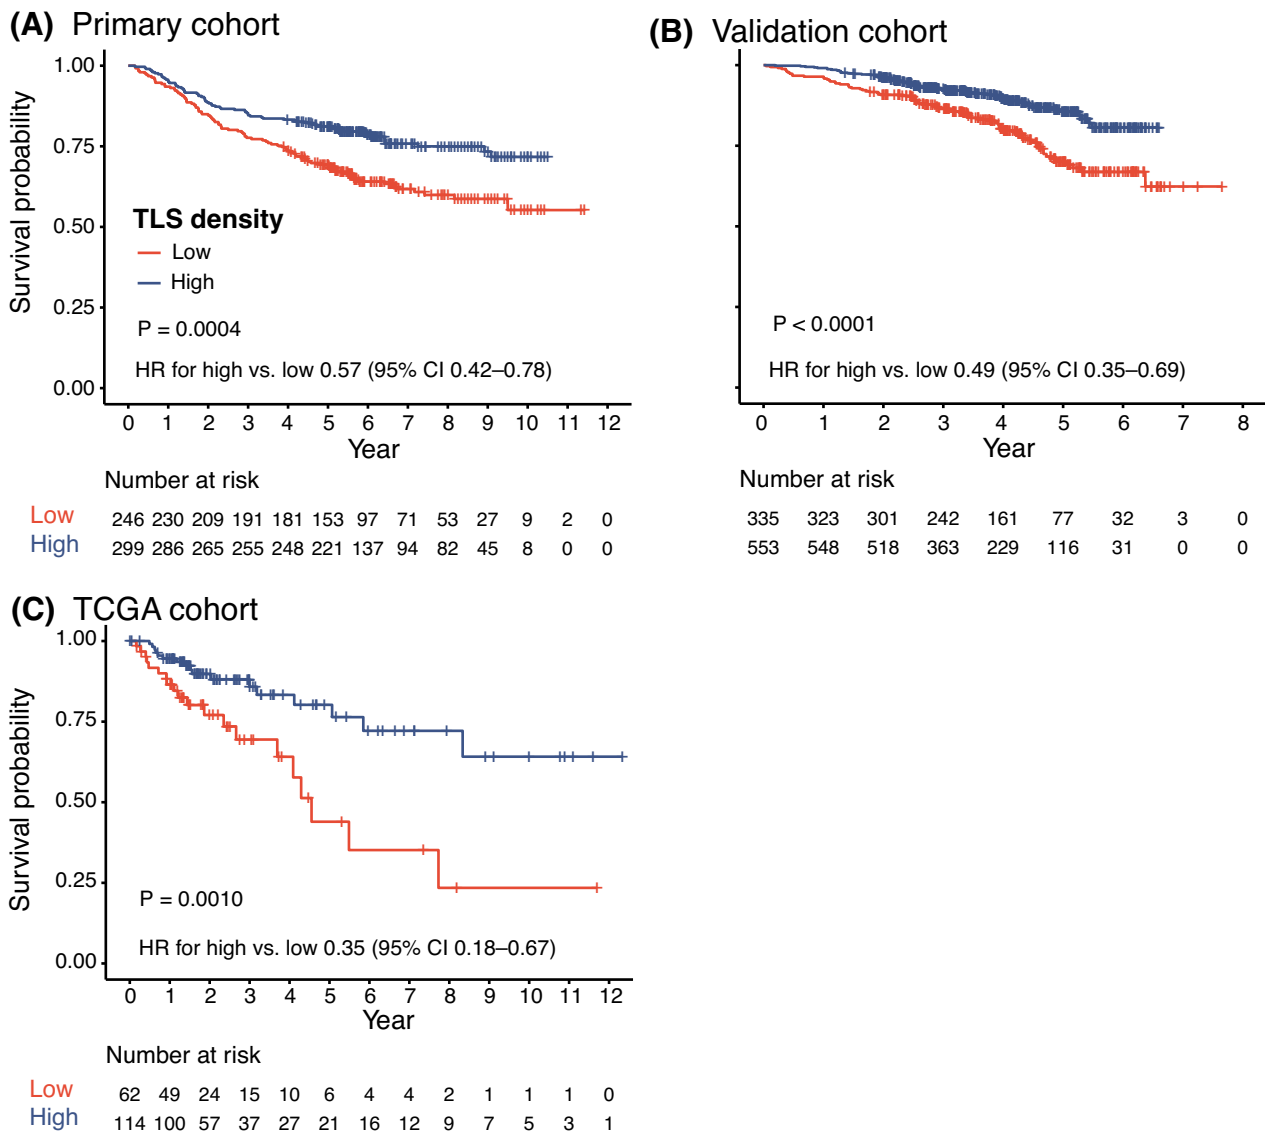 (A) Primary cohort
Survival probability
1.00
0.75
0.50
0.25
0.00
TLS density
Low
High
P = 0.0004
HR for high vs. low 0.57 (95% CI 0.42–0.78)
0 1 2 3 4 5 6 7 8 9 10 11 12
Year
Number at risk
Low 246 230 209 191 181 153 97 71 53 27 9 2 0
High 299 286 265 255 248 221 137 94 82 45 8 0 0
(B) Validation cohort
P < 0.0001
HR for high vs. low 0.49 (95% CI 0.35–0.69)
0 1 2 3 4 5 6 7 8
Year
Number at risk
335 323 301 242 161 77 32 3 0
553 548 518 363 229 116 31 0 0
(C) TCGA cohort
Survival probability
1.00
0.75
0.50
0.25
0.00
P = 0.0010
HR for high vs. low 0.35 (95% CI 0.18–0.67)
0 1 2 3 4 5 6 7 8 9 10 11 12
Year
Number at risk
Low 62 49 24 15 10 6 4 4 2 1 1 1 0
High 114 100 57 37 27 21 16 12 9 7 5 3 1